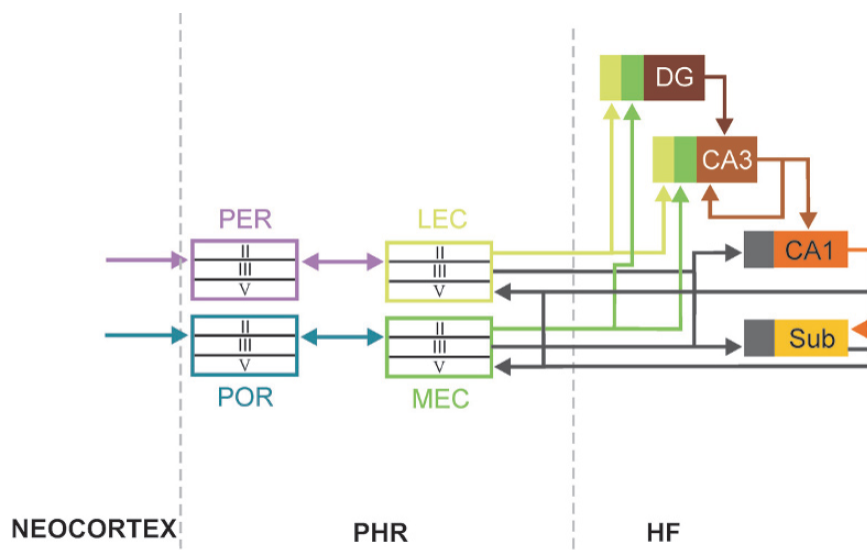 DG
CA3
PER
LEC
II
III
V
II
III
V
CA1
II
III
V
II
III
V
Sub
POR
MEC
NEOCORTEX
PHR
HF